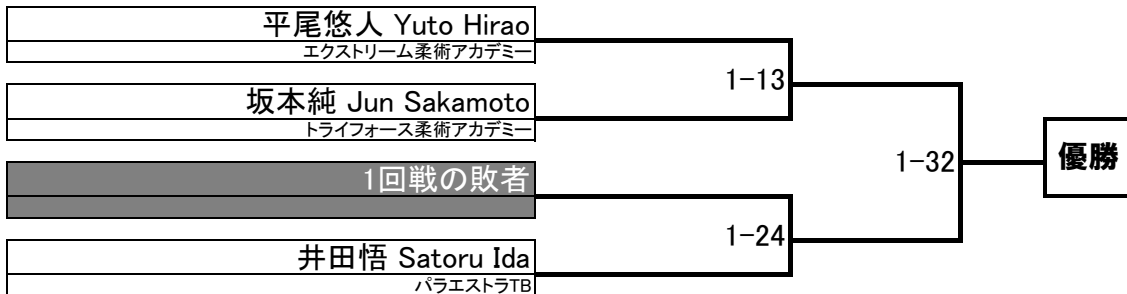 平尾悠人 Yuto Hirao
エクストリーム柔術アカデミー
1-13
坂本純 Jun Sakamoto
トライフォース柔術アカデミー
1-32
優勝
1回戦の敗者
1-24
井田悟 Satoru Ida
パラエストラTB